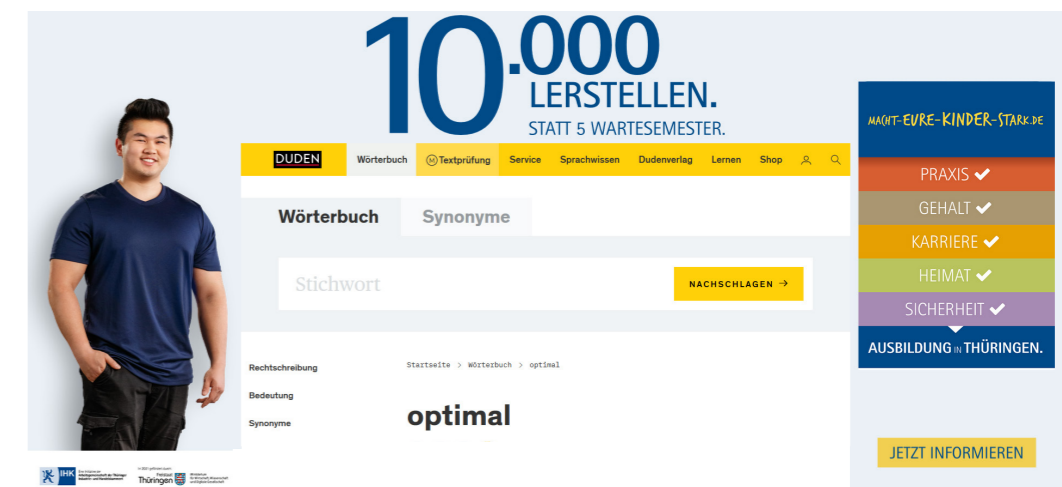 10.000
LERSTELLEN.
STATT 5 WARTESEMESTER.
DUDEN Wörterbuch Textprüfung Service Sprachwissen Dudenverlag Lernen Shop
Wörterbuch Synonyme
Stichwort
NACHSCHLAGEN →
Rechtschreibung
Bedeutung
Synonyme
Startseite > Wörterbuch > optimal
optimal
MACHT-EURE-KINDER-STARK.DE
PRAXIS ✔
GEHALT ✔
KARRIERE ✔
HEIMAT ✔
SICHERHEIT ✔
AUSBILDUNG IN THÜRINGEN.
JETZT INFORMIEREN
IHK
Freistaat
Thüringen